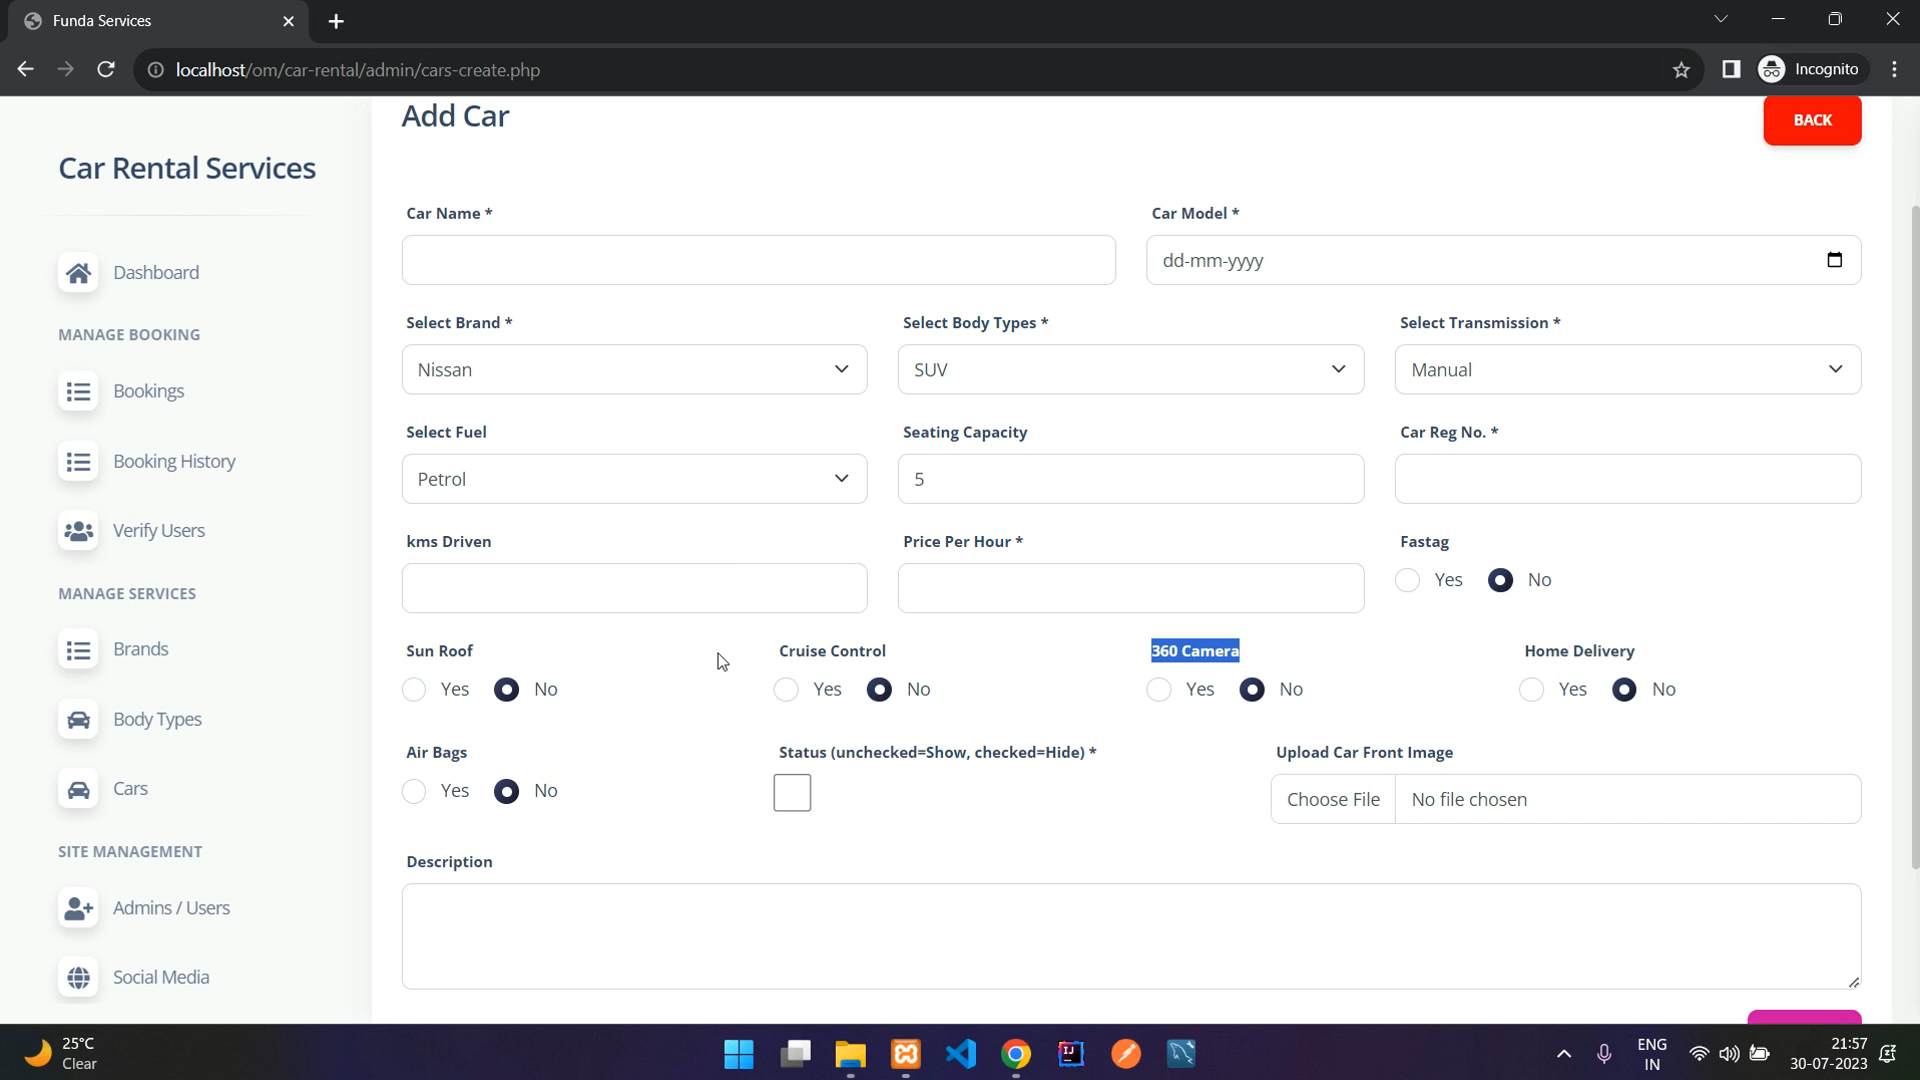 Funda Services
localhost/om/car-rental/admin/cars-create.php
Incognito
Car Rental Services
Dashboard
MANAGE BOOKING
Bookings
Booking History
Verify Users
MANAGE SERVICES
Brands
Body Types
Cars
SITE MANAGEMENT
Admins / Users
Social Media
Add Car
BACK
Car Name *
Car Model *
dd-mm-yyyy
Select Brand *
Select Body Types *
Select Transmission *
Nissan
SUV
Manual
Select Fuel
Seating Capacity
Car Reg No. *
Petrol
5
kms Driven
Price Per Hour *
Fastag
Yes No
Sun Roof
Cruise Control
360 Camera
Home Delivery
Yes No
Yes No
Yes No
Yes No
Air Bags
Status (unchecked=Show, checked=Hide) *
Upload Car Front Image
Yes No
Choose File No file chosen
Description
25°C
Clear
IJ
ENG
IN
21:57
30-07-2023